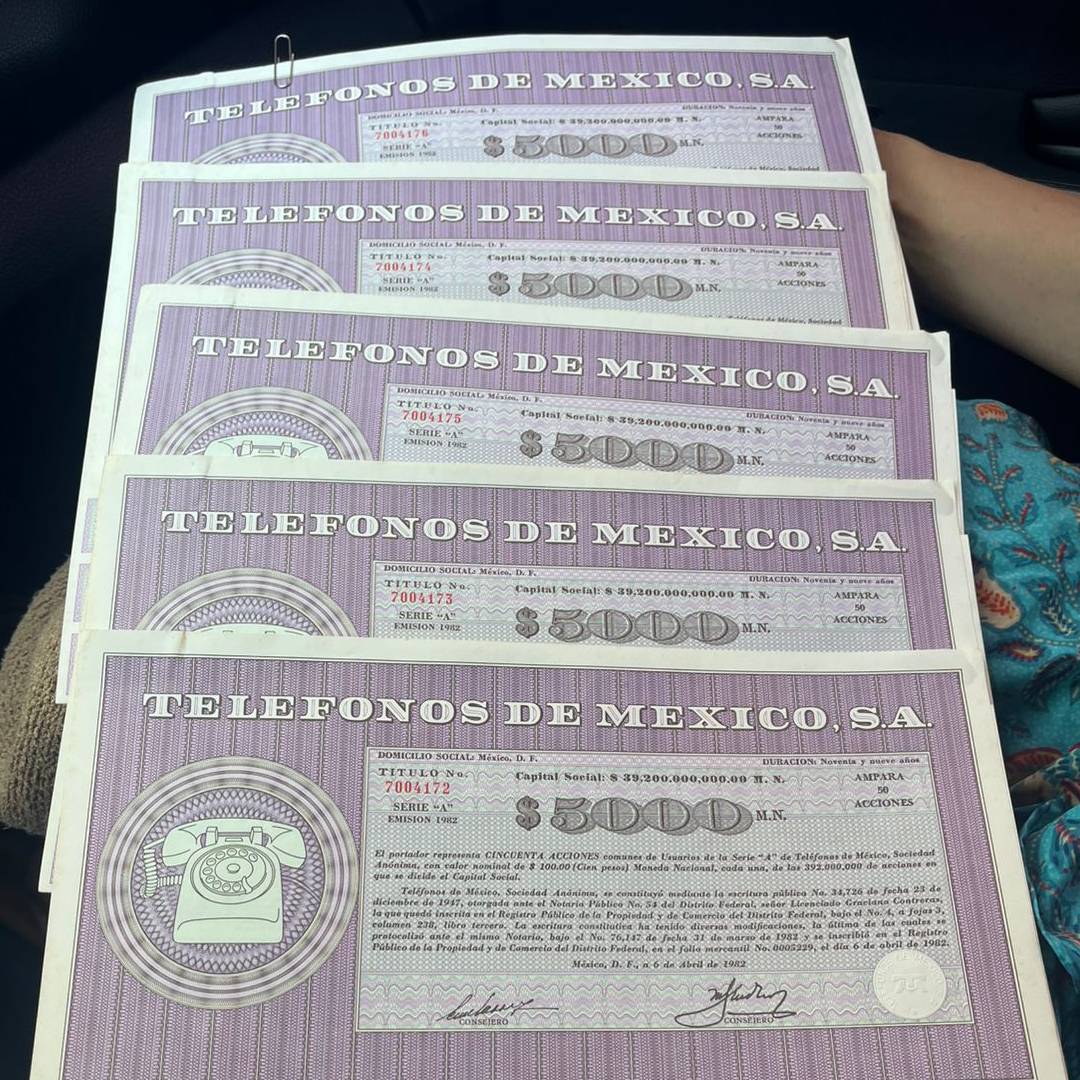 TELEFONOS DE MEXICO, S.A.
DOMICILIO SOCIAL: México, D. F.
DURACION: Noventa y nueve años
TITULO No.
7004176
SERIE "A"
EMISION 1982
Capital Social: $ 39,200.000,000.00 M. N.
$5000 M.N.
AMPARA
50
ACCIONES
de México, Sociedad
TELEFONOS DE MEXICO, S.A.
DOMICILIO SOCIAL: México, D. F.
DURACION: Noventa y nueve años
TITULO No.
7004174
SERIE "A"
EMISION 1982
Capital Social: $ 39,200.000,000.00 M. N.
$5000 M.N.
AMPARA
50
ACCIONES
de México, Sociedad
TELEFONOS DE MEXICO, S.A.
DOMICILIO SOCIAL: México, D. F.
DURACION: Noventa y nueve años
TITULO No.
7004175
SERIE "A"
EMISION 1982
Capital Social: $ 39,200.000,000.00 M. N.
$5000 M.N.
AMPARA
50
ACCIONES
TELEFONOS DE MEXICO, S.A.
DOMICILIO SOCIAL: México, D. F.
DURACION: Noventa y nueve años
TITULO No.
7004173
SERIE "A"
EMISION 1982
Capital Social: $ 39,200.000,000.00 M. N.
$5000 M.N.
AMPARA
50
ACCIONES
TELEFONOS DE MEXICO, S.A.
DOMICILIO SOCIAL: México, D. F.
DURACION: Noventa y nueve años
TITULO No.
7004172
SERIE "A"
EMISION 1982
Capital Social: $ 39,200.000,000.00 M. N.
$5000 M.N.
AMPARA
50
ACCIONES
El portador representa CINCUENTA ACCIONES comunes de Usuarios de la Serie "A" de Teléfonos de México, Sociedad
Anónima, con valor nominal de $ 100.00 (Cien pesos) Moneda Nacional, cada una, de las 392.000,000 de acciones en
que se divide el Capital Social.
Teléfonos de México, Sociedad Anónima, se constituyó mediante la escritura pública No. 34,726 de fecha 23 de
diciembre de 1947, otorgada ante el Notario Público No. 54 del Distrito Federal, señor Licenciado Graciano Contreras,
la que quedó inscrita en el Registro Público de la Propiedad y de Comercio del Distrito Federal, bajo el No. 4, a fojas 5,
volumen 238, libro tercero. La escritura constitutiva ha tenido diversas modificaciones, la última de las cuales se
protocolizó ante el mismo Notario, bajo el No. 76,147 de fecha 31 de marzo de 1982 y se inscribió en el Registro
Público de la Propiedad y de Comercio del Distrito Federal, en el folio mercantil No. 0005229, el día 6 de abril de 1982.
México, D. F., a 6 de Abril de 1982
CONSEJERO
CONSEJERO